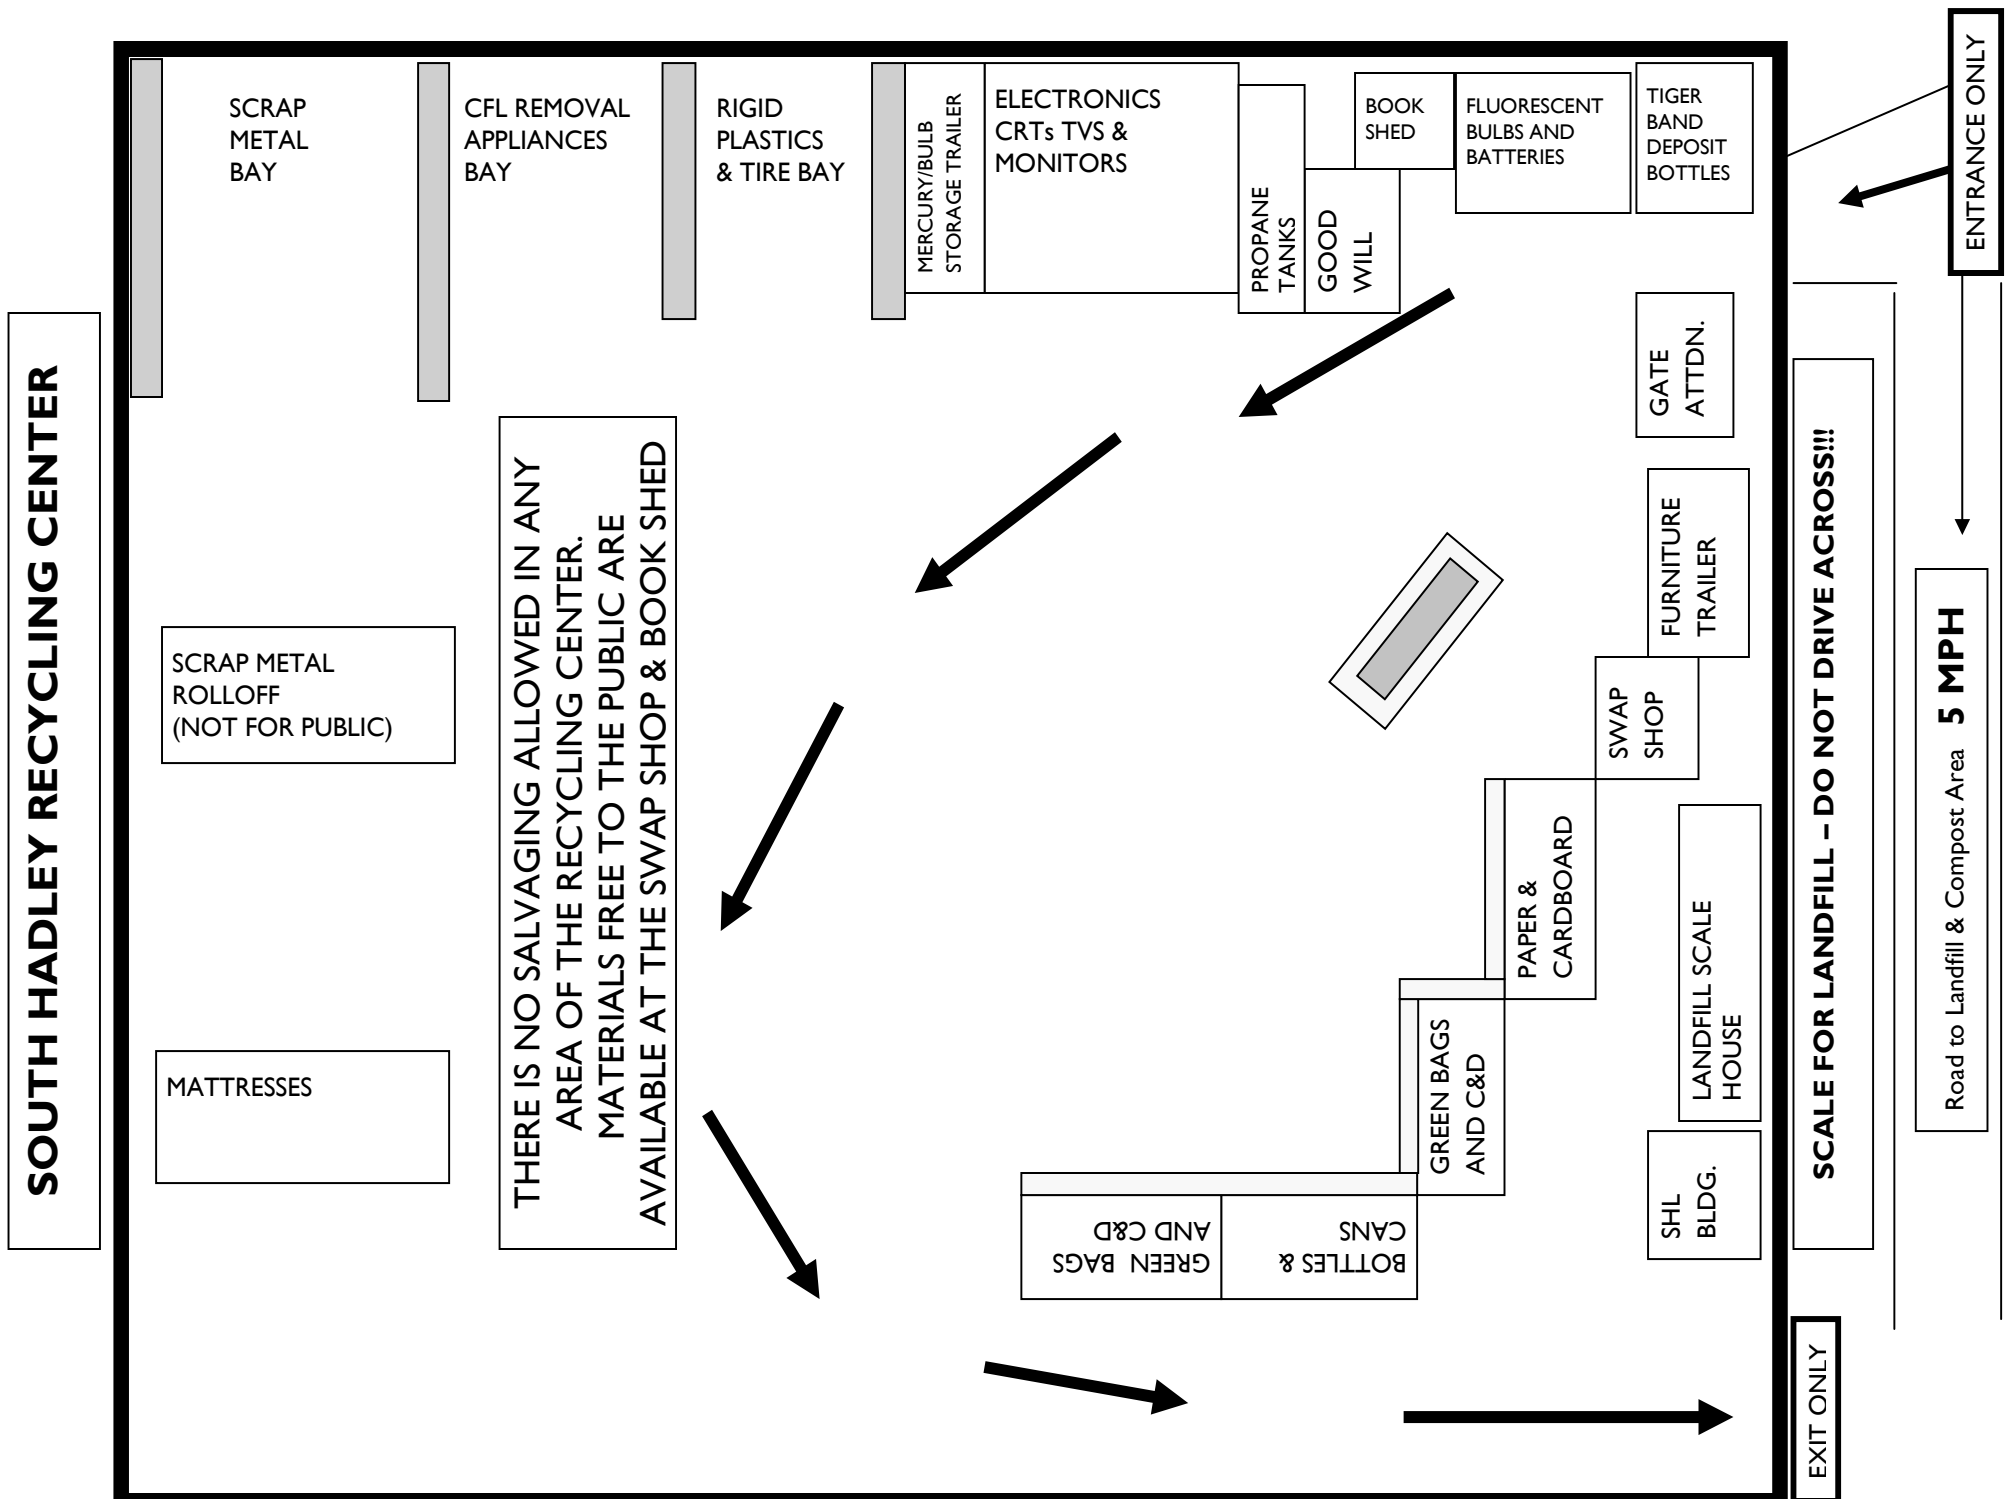 SOUTH HADLEY RECYCLING CENTER
SCRAP
METAL
BAY
CFL REMOVAL
APPLIANCES
BAY
RIGID
PLASTICS
& TIRE BAY
MERCURY/BULB
STORAGE TRAILER
ELECTRONICS
CRTs TVS &
MONITORS
PROPANE
TANKS
GOOD
WILL
BOOK
SHED
FLUORESCENT
BULBS AND
BATTERIES
TIGER
BAND
DEPOSIT
BOTTLES
ENTRANCE ONLY
GATE
ATTDN.
FURNITURE
TRAILER
SWAP
SHOP
PAPER &
CARDBOARD
GREEN BAGS
AND C&D
BOTTLES &
CANS
GREEN BAGS
AND C&D
LANDFILL SCALE
HOUSE
SHL
BLDG.
SCRAP METAL
ROLLOFF
(NOT FOR PUBLIC)
MATTRESSES
THERE IS NO SALVAGING ALLOWED IN ANY
AREA OF THE RECYCLING CENTER.
MATERIALS FREE TO THE PUBLIC ARE
AVAILABLE AT THE SWAP SHOP & BOOK SHED
SCALE FOR LANDFILL – DO NOT DRIVE ACROSS!!!
Road to Landfill & Compost Area 5 MPH
EXIT ONLY